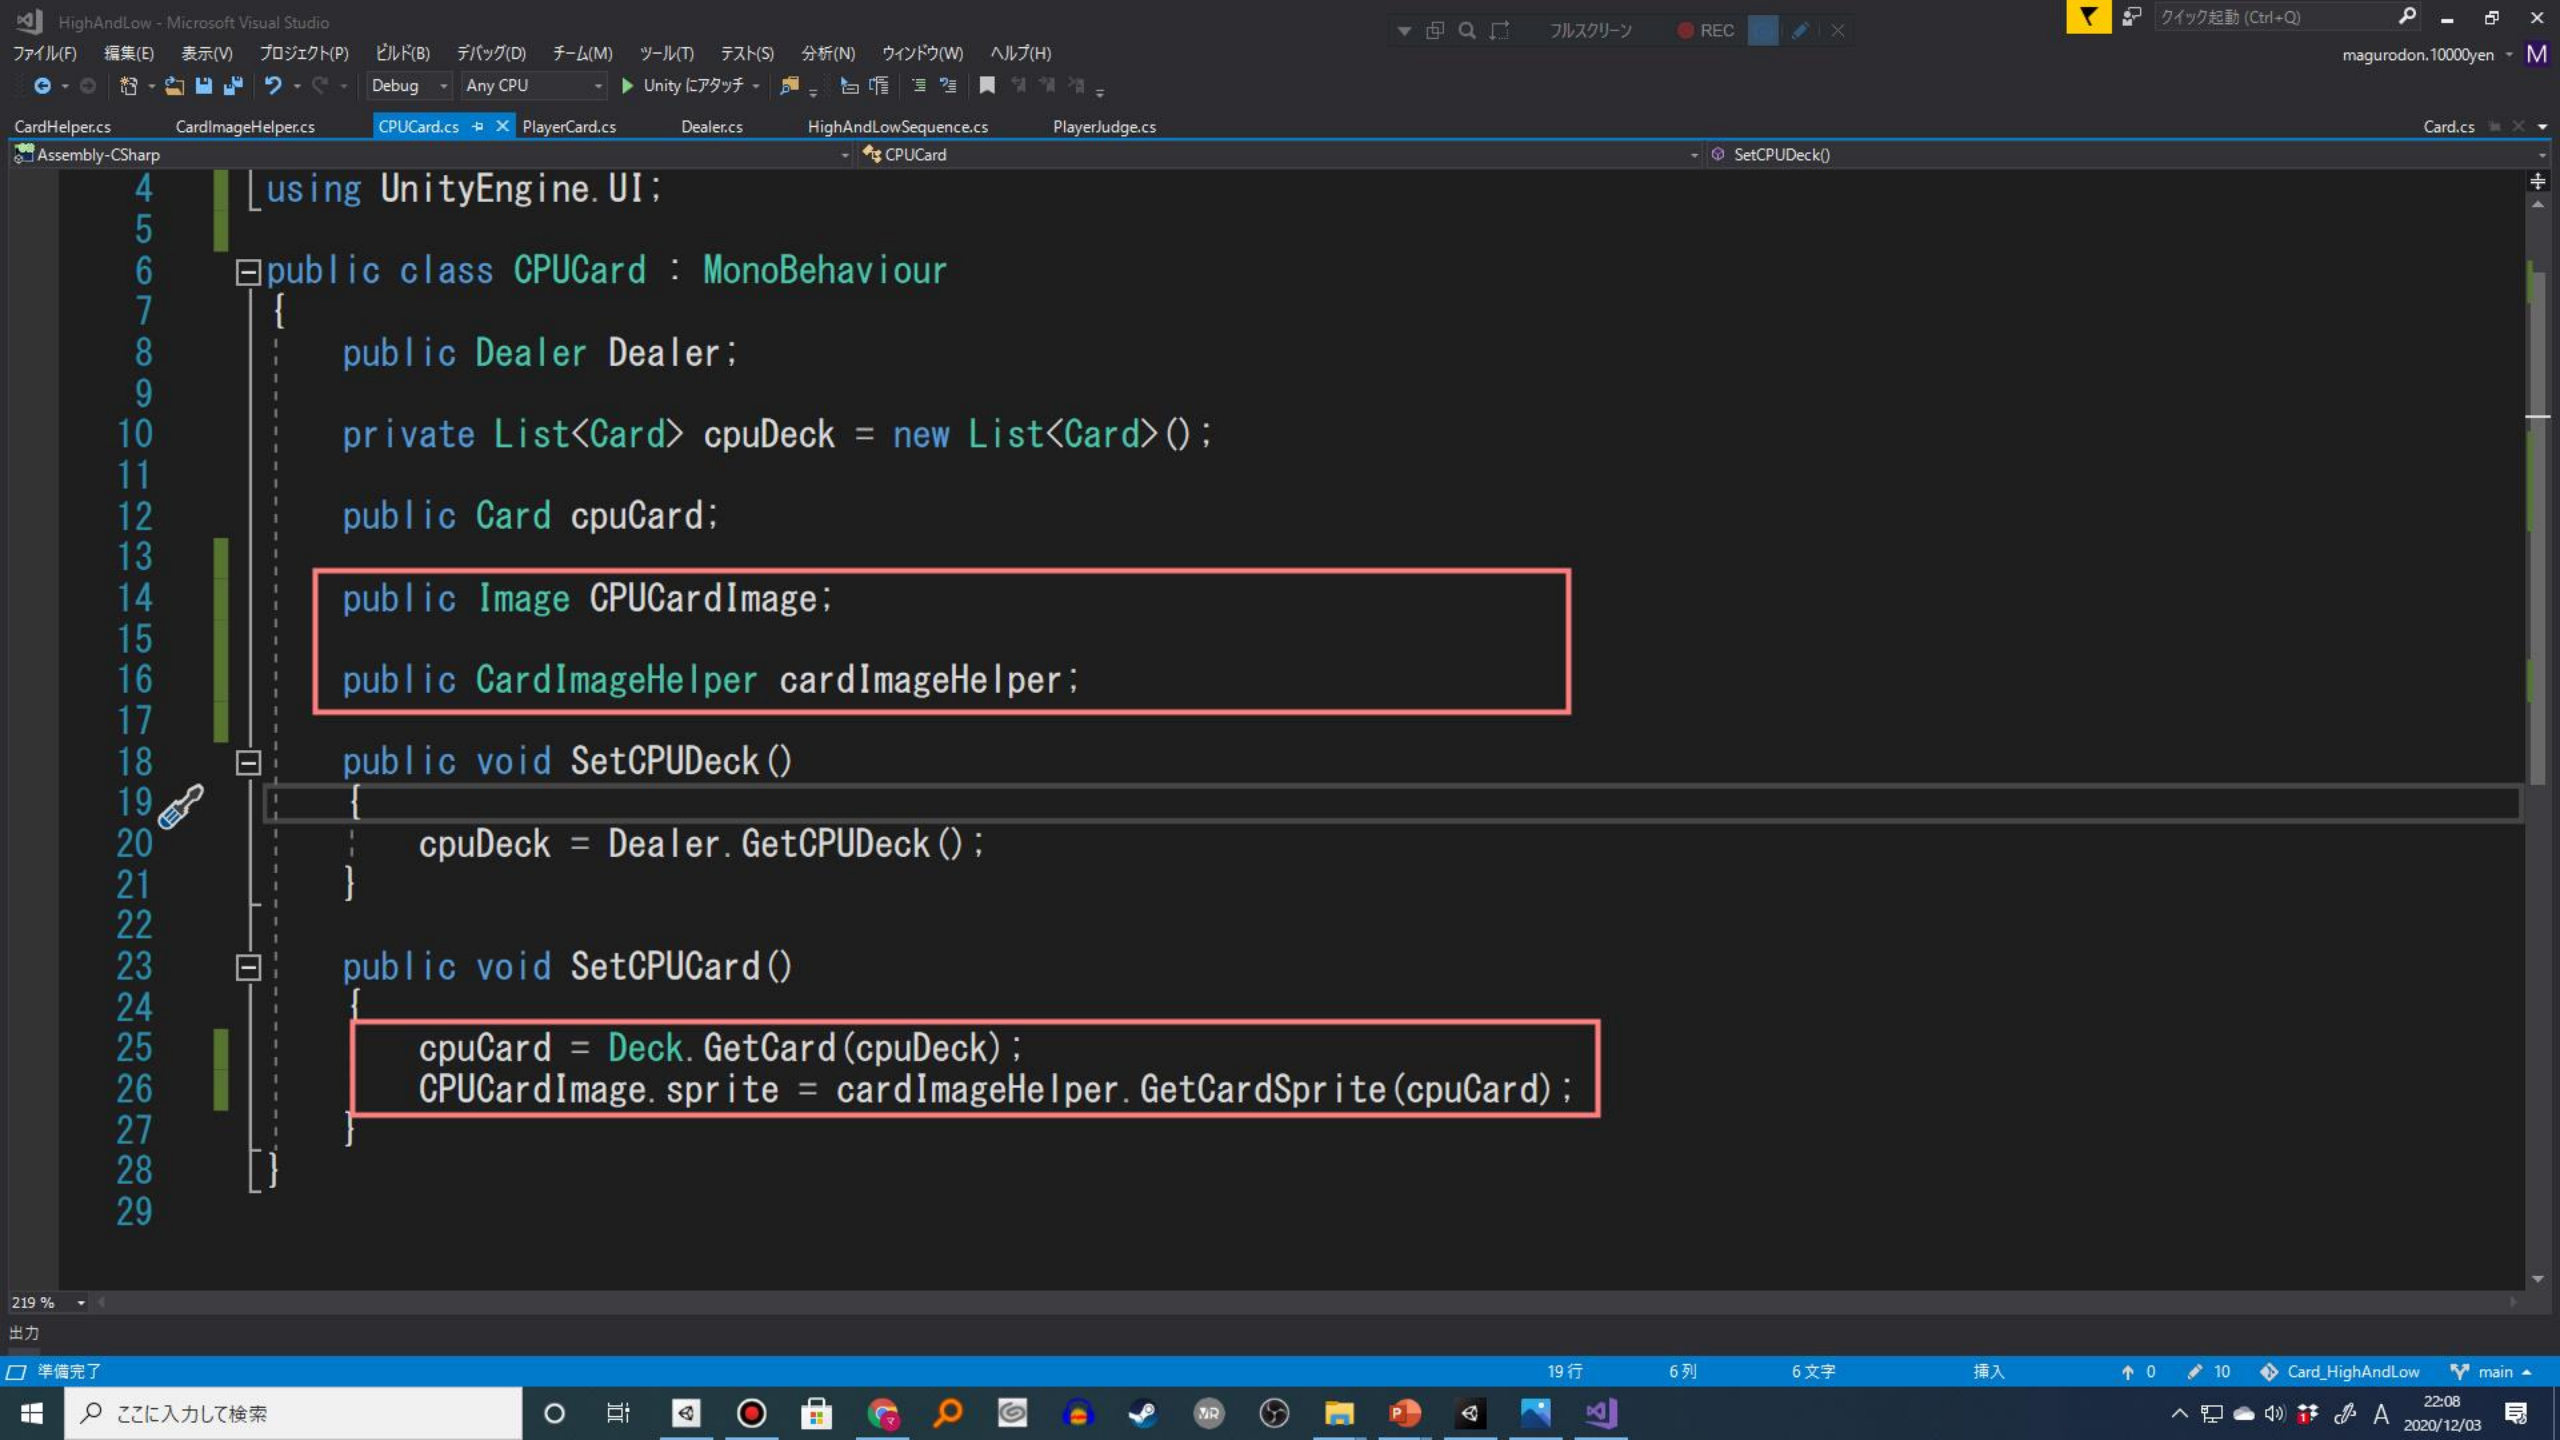 HighAndLow - Microsoft Visual Studio
フルスクリーン REC
クイック起動 (Ctrl+Q)
ファイル(F) 編集(E) 表示(V) プロジェクト(P) ビルド(B) デバッグ(D) チーム(M) ツール(T) テスト(S) 分析(N) ウィンドウ(W) ヘルプ(H)
magurodon.10000yen M
Debug Any CPU Unity にアタッチ
CardHelper.cs CardImageHelper.cs CPUCard.cs PlayerCard.cs Dealer.cs HighAndLowSequence.cs PlayerJudge.cs Card.cs
Assembly-CSharp CPUCard SetCPUDeck()
4 using UnityEngine.UI;
5
6 public class CPUCard : MonoBehaviour
7 {
8 public Dealer Dealer;
9
10 private List<Card> cpuDeck = new List<Card>();
11
12 public Card cpuCard;
13
14 public Image CPUCardImage;
15
16 public CardImageHelper cardImageHelper;
17
18 public void SetCPUDeck()
19 {
20 cpuDeck = Dealer.GetCPUDeck();
21 }
22
23 public void SetCPUCard()
24 {
25 cpuCard = Deck.GetCard(cpuDeck);
26 CPUCardImage.sprite = cardImageHelper.GetCardSprite(cpuCard);
27 }
28 }
29
219 %
出力
準備完了 19 行 6 列 6 文字 挿入 0 10 Card_HighAndLow main
ここに入力して検索 A 22:08
2020/12/03